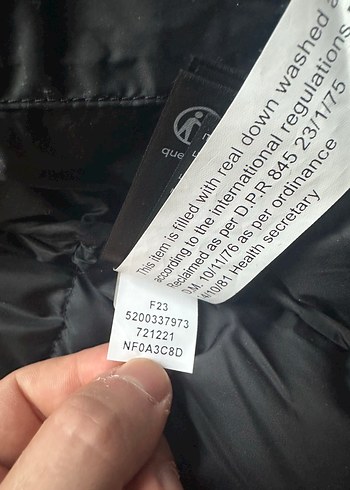 This item is filled with real down washed a
according to the international regulations
Reclaimed as per D.P.R 845 23/1/75
D.M. 10/11/76 as per ordinance
4/10/81 Health secretary
que
F23
5200337973
721221
NF0A3C8D